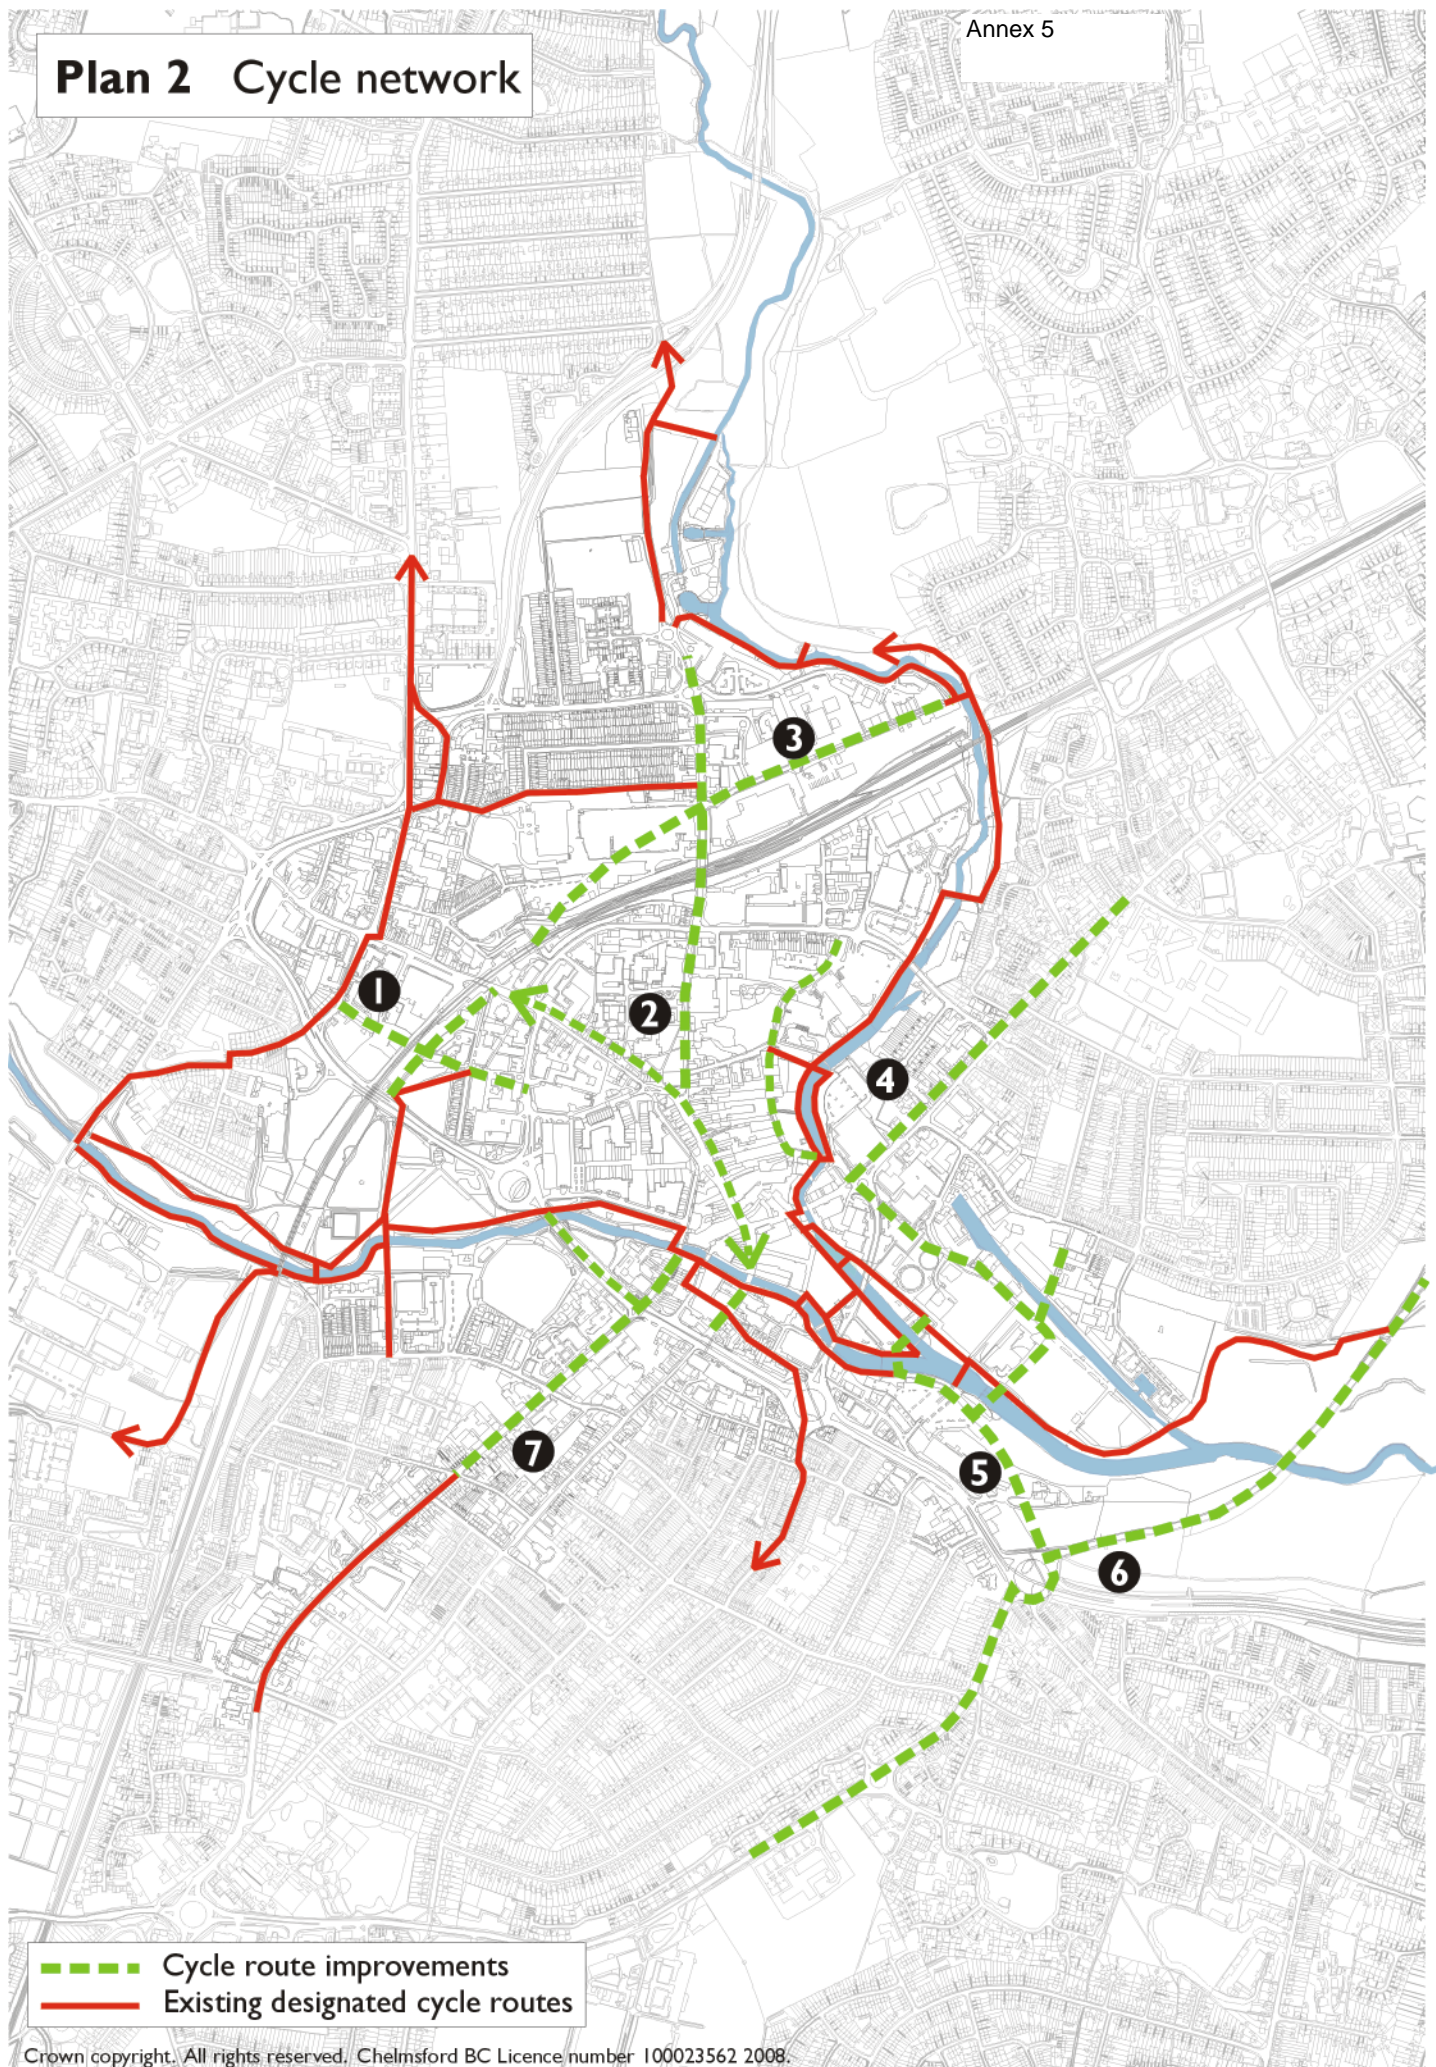 Annex 5
Plan 2 Cycle network
3
1
2
4
7
5
6
Cycle route improvements
Existing designated cycle routes
Crown copyright. All rights reserved. Chelmsford BC Licence number 100023562 2008.